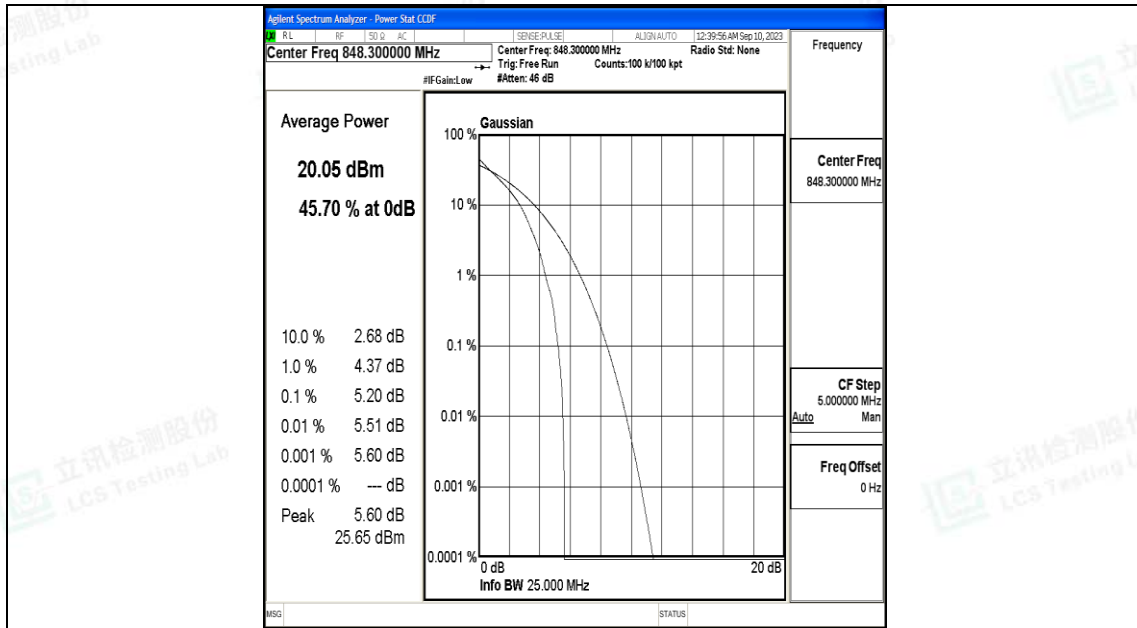 Agilent Spectrum Analyzer - Power Stat CCDF
RL RF 50 Ω AC SENSE:PULSE ALIGN AUTO 12:39:56 AM Sep 10, 2023
Center Freq 848.300000 MHz
Center Freq: 848.300000 MHz Radio Std: None
Trig: Free Run Counts:100 k/100 kpt
#IFGain:Low #Atten: 46 dB
Frequency
Average Power
20.05 dBm
45.70 % at 0dB
10.0 % 2.68 dB
1.0 % 4.37 dB
0.1 % 5.20 dB
0.01 % 5.51 dB
0.001 % 5.60 dB
0.0001 % --- dB
Peak 5.60 dB
25.65 dBm
Gaussian
100 %
10 %
1 %
0.1 %
0.01 %
0.001 %
0.0001 %
0 dB 20 dB
Info BW 25.000 MHz
Center Freq
848.300000 MHz
CF Step
5.000000 MHz
Auto Man
Freq Offset
0 Hz
MSG STATUS
立讯检测股份
LCS Testing Lab